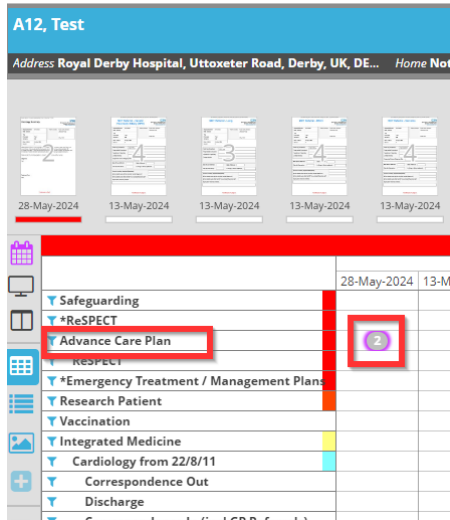 A12, Test
Address Royal Derby Hospital, Uttoxeter Road, Derby, UK, DE... Home Not
2 4 3 4 4
28-May-2024 13-May-2024 13-May-2024 13-May-2024 13-May-2024
28-May-2024 13-M
Safeguarding
*ReSPECT
Advance Care Plan 2
ReSPECT
*Emergency Treatment / Management Plans
Research Patient
Vaccination
Integrated Medicine
Cardiology from 22/8/11
Correspondence Out
Discharge